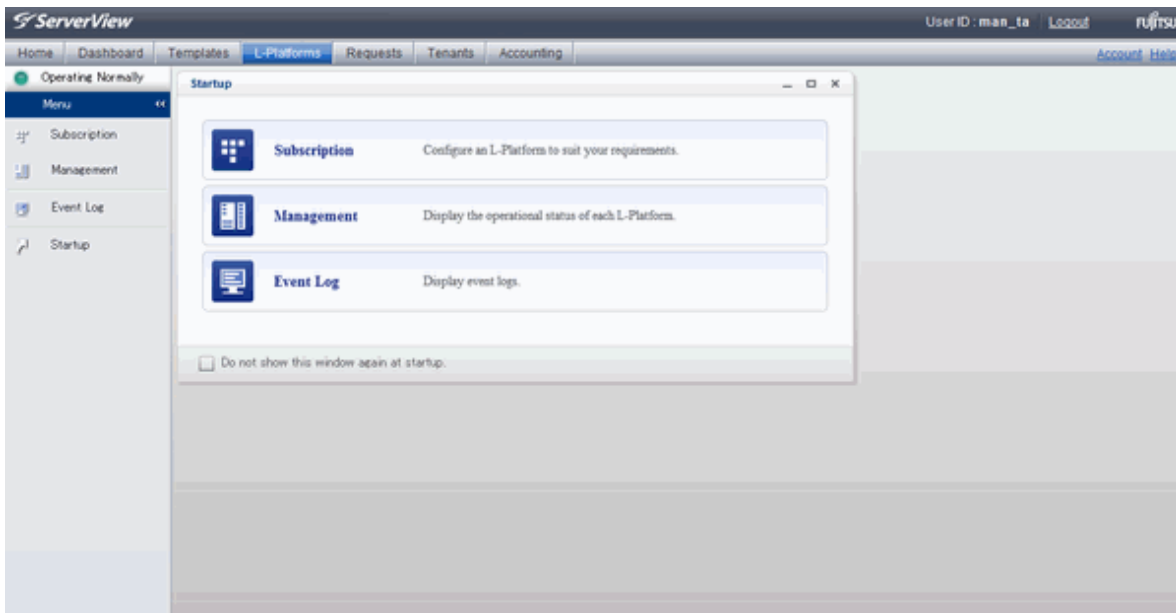 ServerView User ID : man_ta Logout FUJITSU
Home Dashboard Templates L-Platforms Requests Tenants Accounting Account Help
Operating Normally
Menu
Subscription
Management
Event Log
Startup
Startup
Subscription Configure an L-Platform to suit your requirements.
Management Display the operational status of each L-Platform.
Event Log Display event logs.
Do not show this window again at startup.